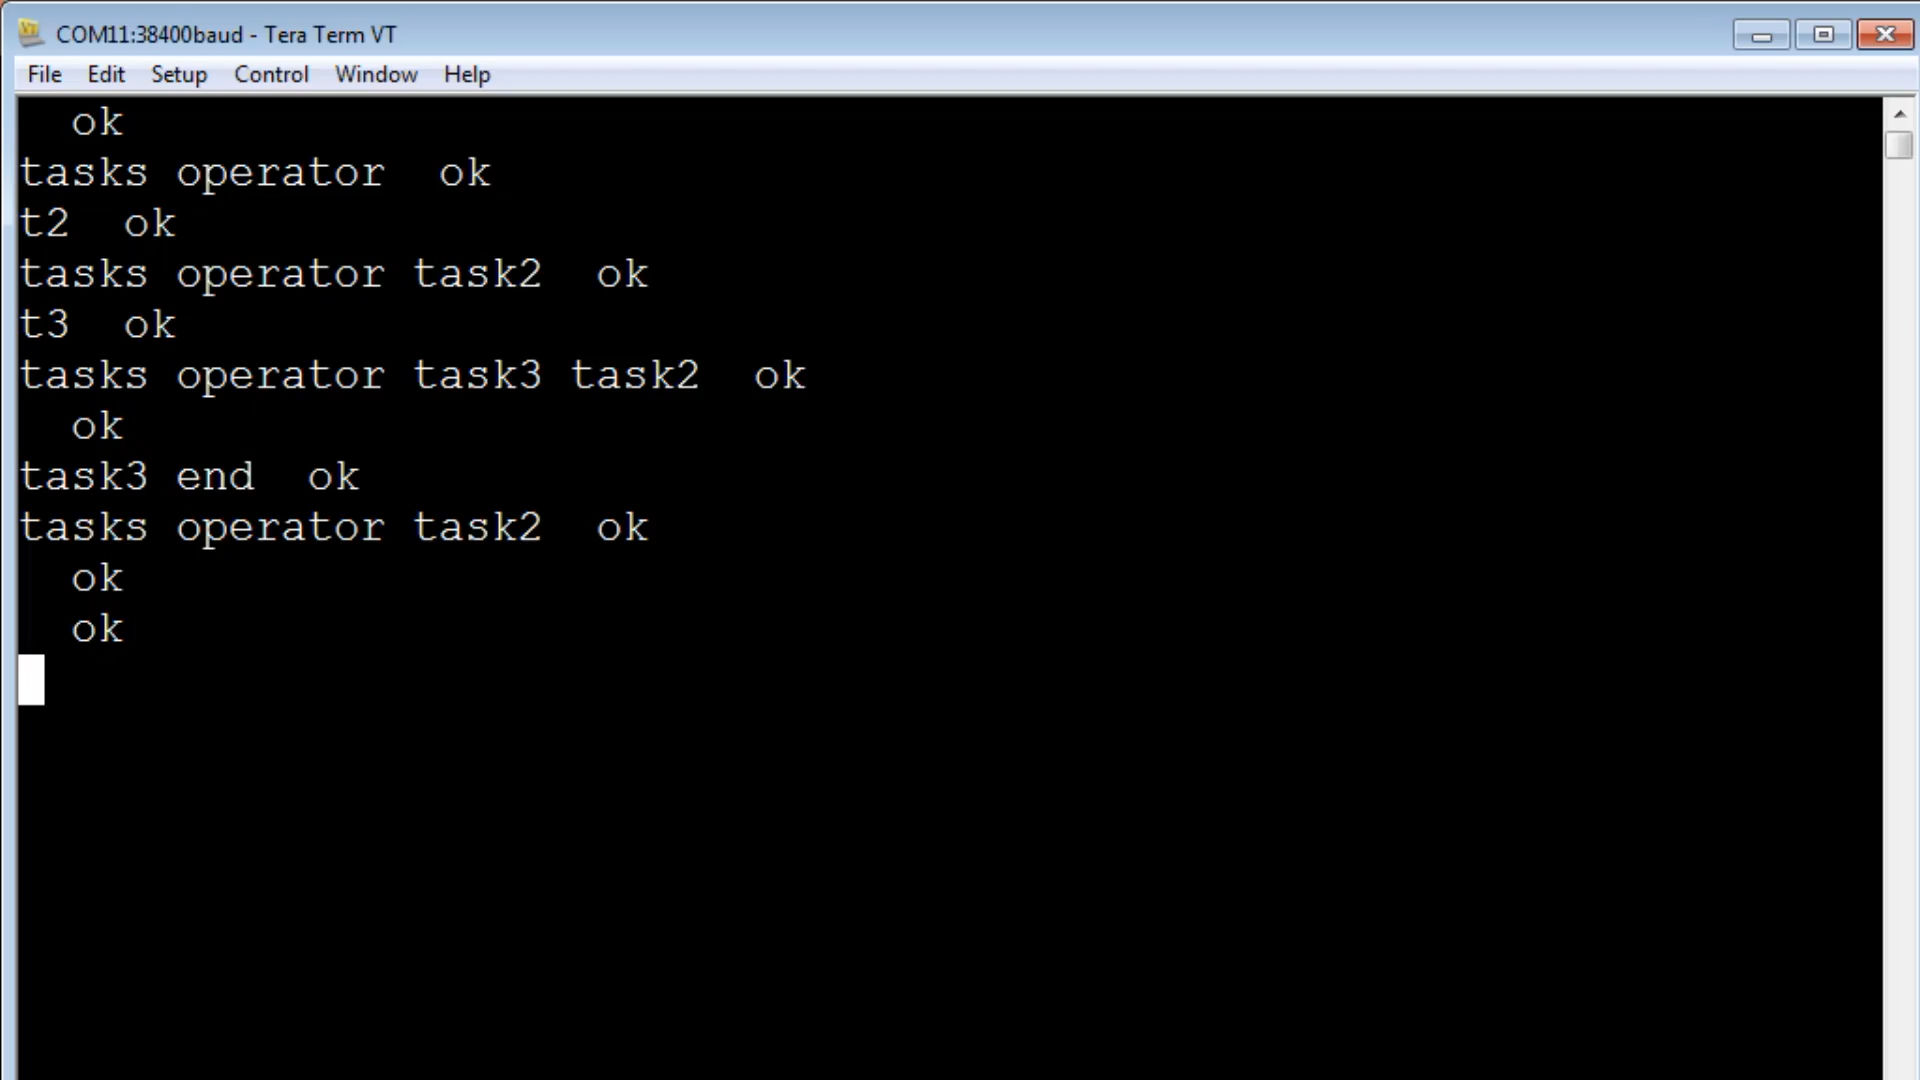 COM11:38400baud - Tera Term VT
File Edit Setup Control Window Help
ok
tasks operator  ok
t2  ok
tasks operator task2  ok
t3  ok
tasks operator task3 task2  ok
ok
task3 end  ok
tasks operator task2  ok
ok
ok